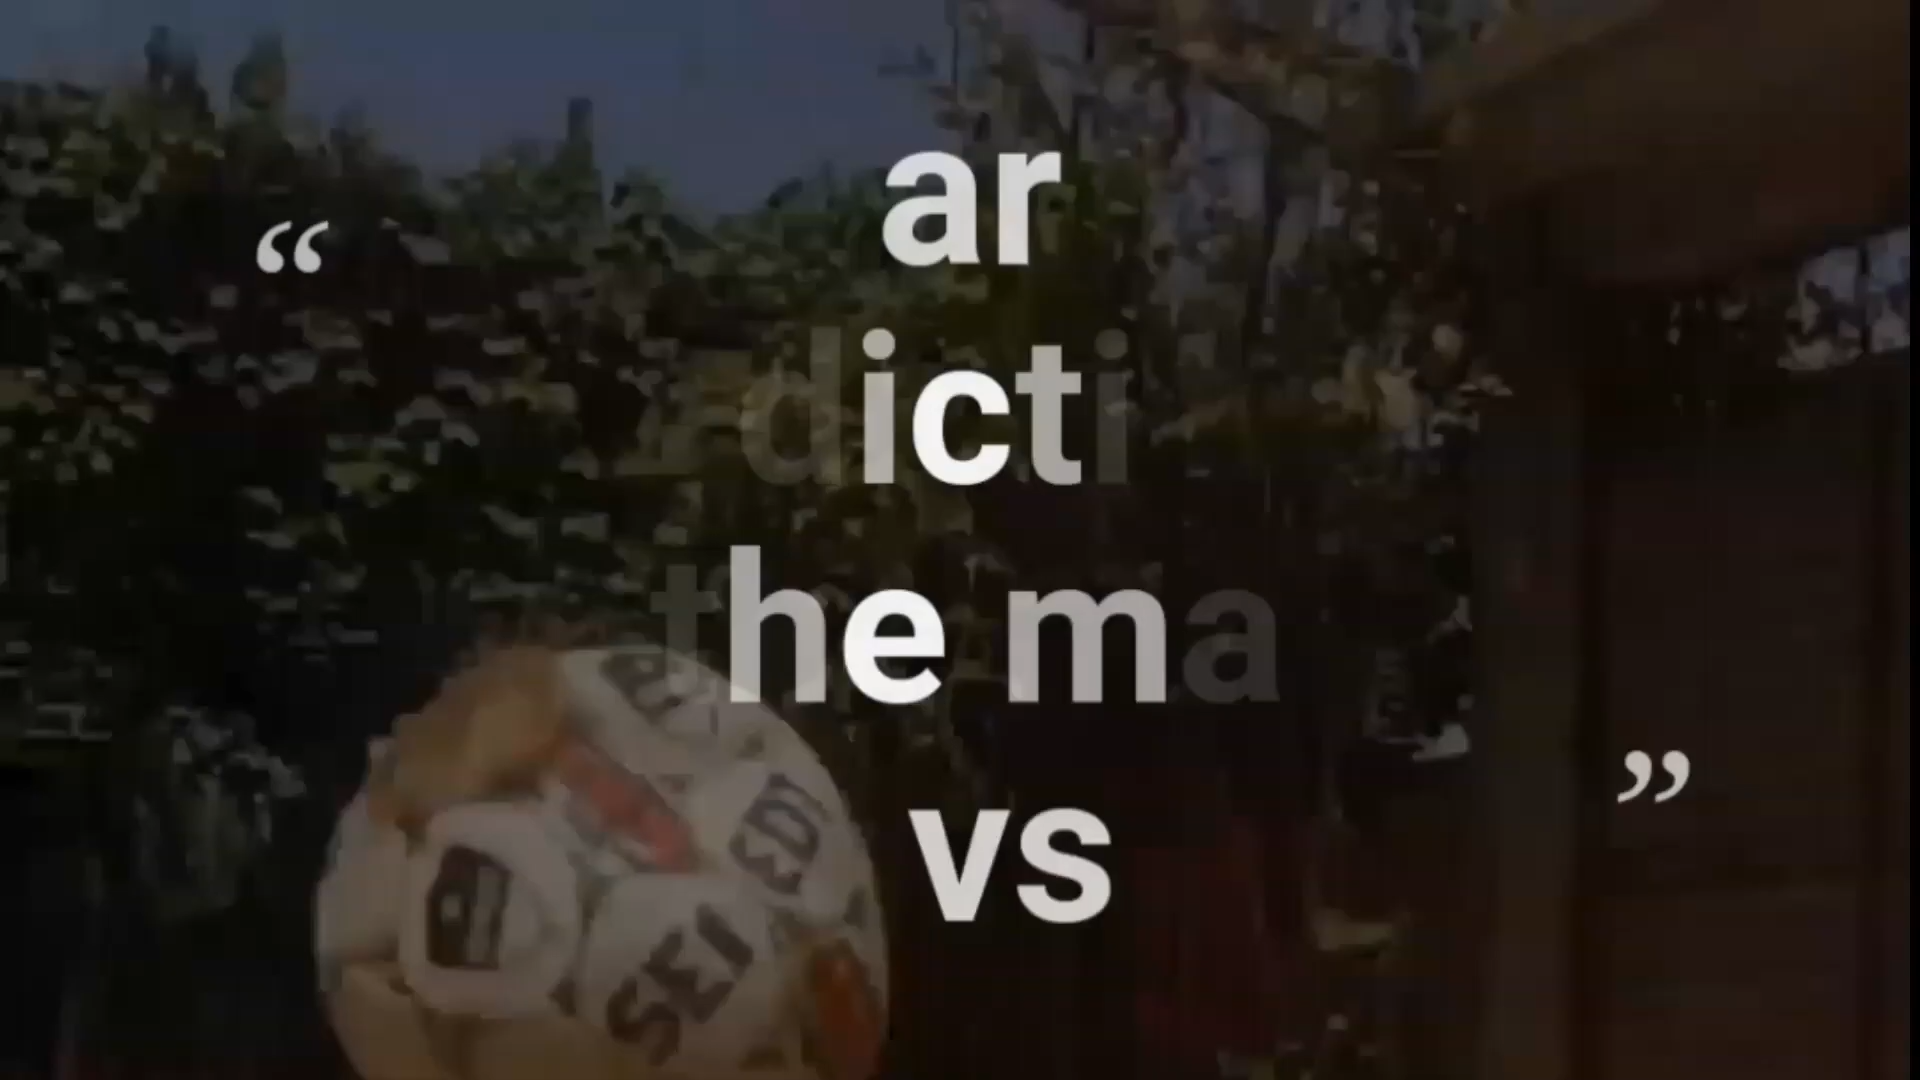 “
ar
dicti
the ma
vs
”